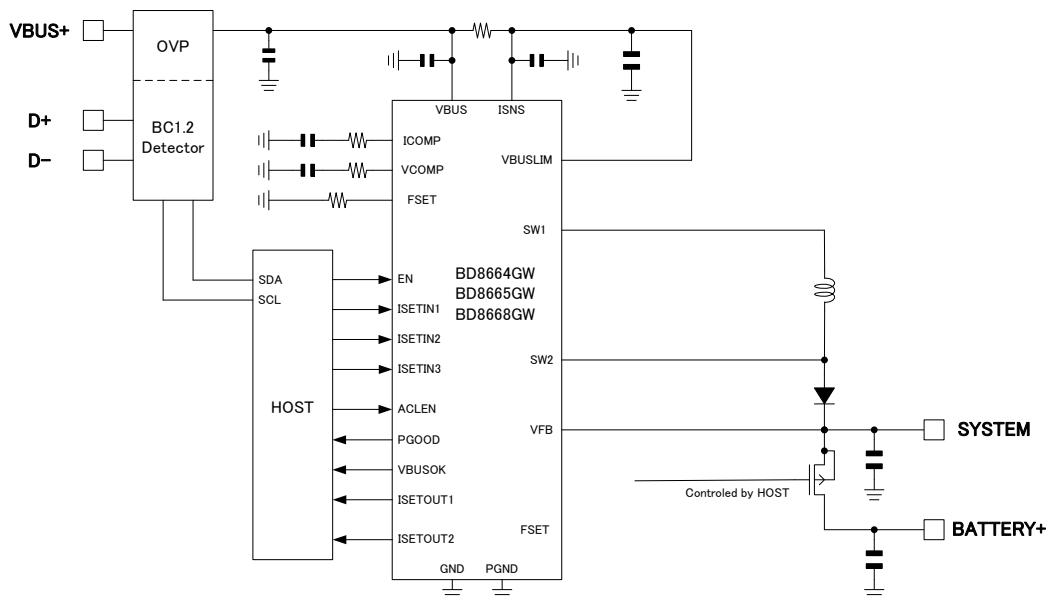 VBUS+
OVP
D+
D-
BC1.2
Detector
VBUS
ISNS
ICOMP
VCOMP
FSET
VBUSLIM
SW1
BD8664GW
BD8665GW
BD8668GW
SDA
SCL
HOST
EN
ISETIN1
ISETIN2
ISETIN3
ACLEN
PGOOD
VBUSOK
ISETOUT1
ISETOUT2
SW2
VFB
SYSTEM
Controled by HOST
FSET
BATTERY+
GND
PGND